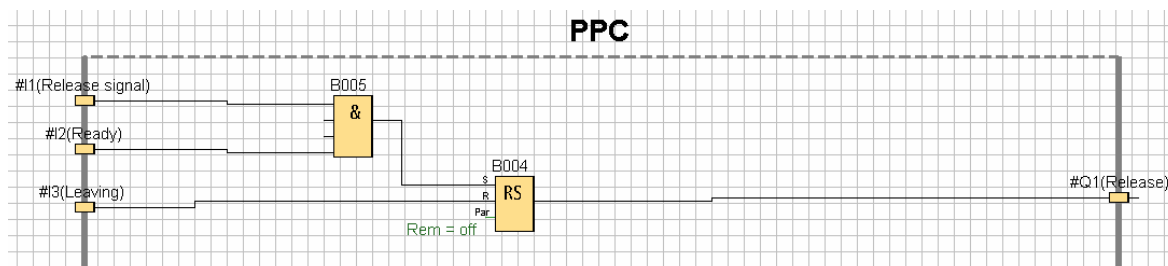 PPC
#I1(Release signal)
B005
&
#I2(Ready)
B004
#I3(Leaving)
S
R
RS
Par
Rem = off
#Q1(Release)